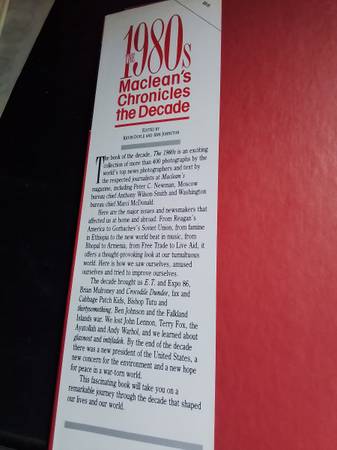 THE
1980s
Maclean's
Chronicles
the Decade
EDITED BY
KEVIN DOYLE AND ANN JOHNSTON
The book of the decade, The 1980s is an exciting
collection of more than 400 photographs by the
world's top news photographers and text by
the respected journalists at Maclean's
magazine, including Peter C. Newman, Moscow
bureau chief Anthony Wilson-Smith and Washington
bureau chief Marci McDonald.
Here are the major issues and newsmakers that
affected us at home and abroad. From Reagan's
America to Gorbachev's Soviet Union, from famine
in Ethiopia to the new world beat in music, from
Bhopal to Armenia, from Free Trade to Live Aid, it
offers a thought-provoking look at our tumultuous
world. Here is how we saw ourselves, amused
ourselves and tried to improve ourselves.
The decade brought us E.T. and Expo 86,
Brian Mulroney and Crocodile Dundee, fax and
Cabbage Patch Kids, Bishop Tutu and
thirtysomething, Ben Johnson and the Falkland
Islands war. We lost John Lennon, Terry Fox, the
Ayatollah and Andy Warhol, and we learned about
glasnost and intifadeh. By the end of the decade
there was a new president of the United States, a
new concern for the environment and a new hope
for peace in a war-torn world.
This fascinating book will take you on a
remarkable journey through the decade that shaped
our lives and our world.